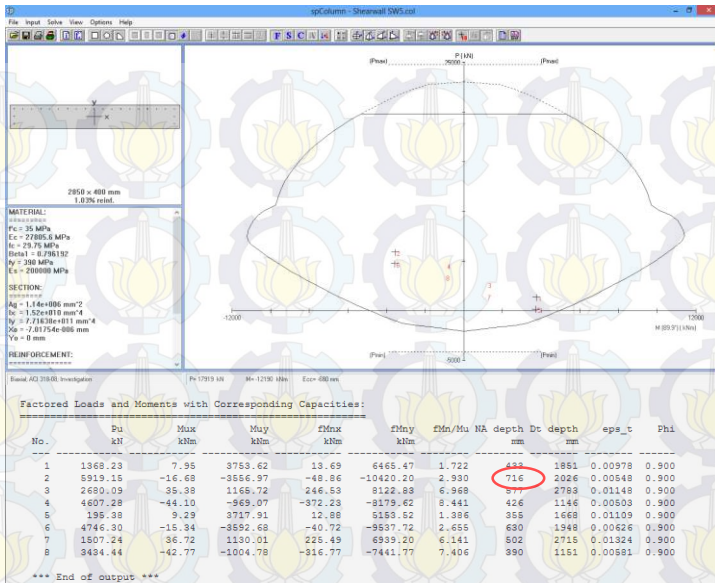 spColumn - Shearwall SW5.col
File Input Solve View Options Help
y
x
2850 x 400 mm
1.03% reinf.
MATERIAL:
f'c = 35 MPa
Ec = 27805.6 MPa
fc = 29.75 MPa
Beta1 = 0.796192
fy = 390 MPa
Es = 200000 MPa
SECTION:
Ag = 1.14e+006 mm^2
Ix = 1.52e+010 mm^4
Iy = 7.71638e+011 mm^4
Xo = -7.01754e-006 mm
Yo = 0 mm
REINFORCEMENT:
P (kN)
25000
(Pmax) (Pmax)
-12000 12000
M (89.9°) (kNm)
(Pmin) (Pmin)
-5000
Biaxial, ACI 318-08, Investigation P= 17919 kN M= -12190 kNm Ecc= -680 mm
Factored Loads and Moments with Corresponding Capacities:
Pu Mux Muy fMnx fMny fMn/Mu NA depth Dt depth eps_t Phi
No. kN kNm kNm kNm kNm mm mm
1 1368.23 7.95 3753.62 13.69 6465.47 1.722 433 1851 0.00978 0.900
2 5919.15 -16.68 -3556.97 -48.86 -10420.20 2.930 716 2026 0.00548 0.900
3 2680.09 35.38 1165.72 246.53 8122.83 6.968 577 2783 0.01148 0.900
4 4607.28 -44.10 -969.07 -372.23 -8179.62 8.441 426 1146 0.00503 0.900
5 195.38 9.29 3717.91 12.88 5153.52 1.386 355 1668 0.01109 0.900
6 4746.30 -15.34 -3592.68 -40.72 -9537.72 2.655 630 1948 0.00626 0.900
7 1507.24 36.72 1130.01 225.49 6939.20 6.141 502 2715 0.01324 0.900
8 3434.44 -42.77 -1004.78 -316.77 -7441.77 7.406 390 1151 0.00581 0.900
*** End of output ***